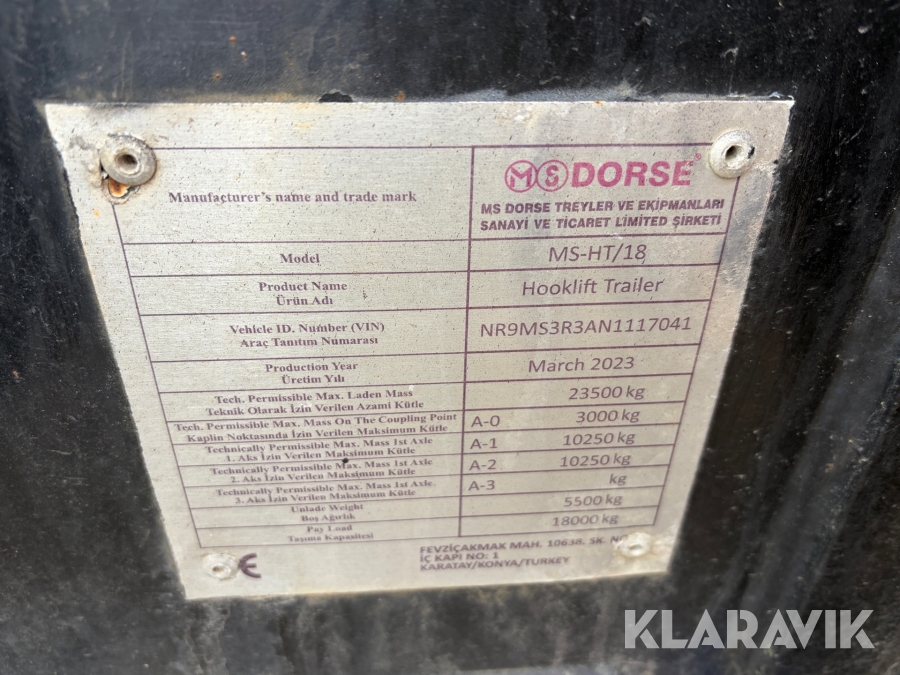 Manufacturer's name and trade mark
MS DORSE®
MS DORSE TREYLER VE EKİPMANLARI
SANAYİ VE TİCARET LİMİTED ŞİRKETİ
Model
MS-HT/18
Product Name
Ürün Adı
Hooklift Trailer
Vehicle ID. Number (VIN)
Araç Tanıtım Numarası
NR9MS3R3AN1117041
Production Year
Üretim Yılı
March 2023
Tech. Permissible Max. Laden Mass
Teknik Olarak İzin Verilen Azami Kütle
23500 kg
Tech. Permissible Max. Mass On The Coupling Point
Kaplin Noktasında İzin Verilen Maksimum Kütle
A-0 3000 kg
Technically Permissible Max. Mass 1st Axle
1. Aks İzin Verilen Maksimum Kütle
A-1 10250 kg
Technically Permissible Max. Mass 1st Axle
2. Aks İzin Verilen Maksimum Kütle
A-2 10250 kg
Technically Permissible Max. Mass 1st Axle.
3. Aks İzin Verilen Maksimum Kütle
A-3 kg
Unlade Weight
Boş Ağırlık
5500 kg
Pay Load
Taşıma Kapasitesi
18000 kg
CE
FEVZİÇAKMAK MAH. 10638. SK.
İÇ KAPI NO: 1
KARATAY/KONYA/TURKEY
KLARAVIK